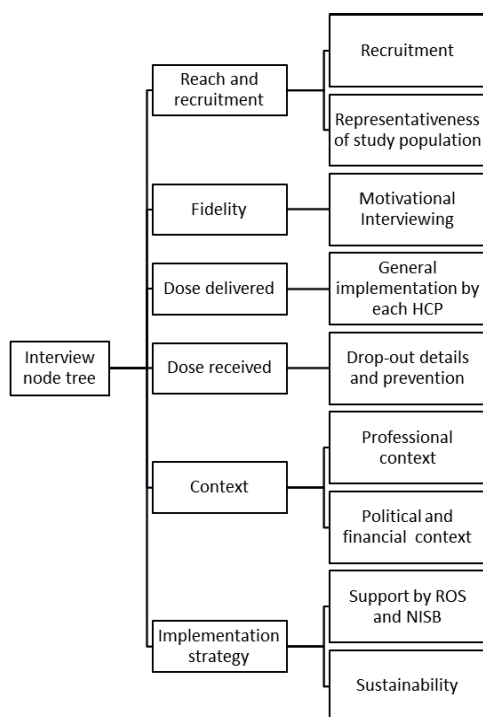 Interview
node tree
Reach and
recruitment
Recruitment
Representativeness
of study population
Fidelity
Motivational
Interviewing
Dose delivered
General
implementation by
each HCP
Dose received
Drop-out details
and prevention
Context
Professional
context
Political and
financial context
Implementation
strategy
Support by ROS
and NISB
Sustainability